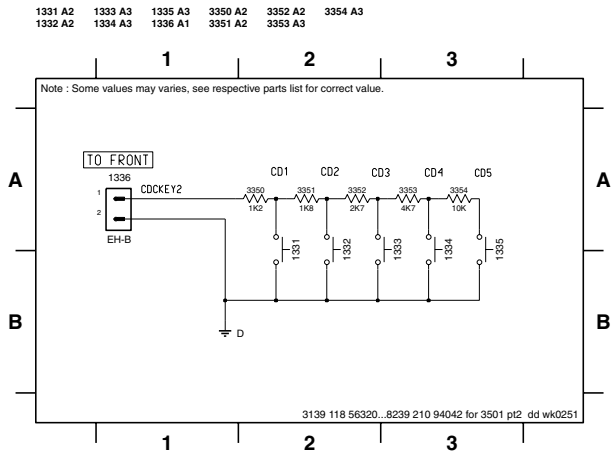 1331 A2 1333 A3 1335 A3 3350 A2 3352 A2 3354 A3
1332 A2 1334 A3 1336 A1 3351 A2 3353 A3
1 2 3
Note : Some values may varies, see respective parts list for correct value.
TO FRONT
CD1 CD2 CD3 CD4 CD5
A A
1336
1 CDCKEY2 3350 3351 3352 3353 3354
1K2 1K8 2K7 4K7 10K
2
EH-B
1331 1332 1333 1334 1335
B B
D
3139 118 56320...8239 210 94042 for 3501 pt2 dd wk0251
1 2 3